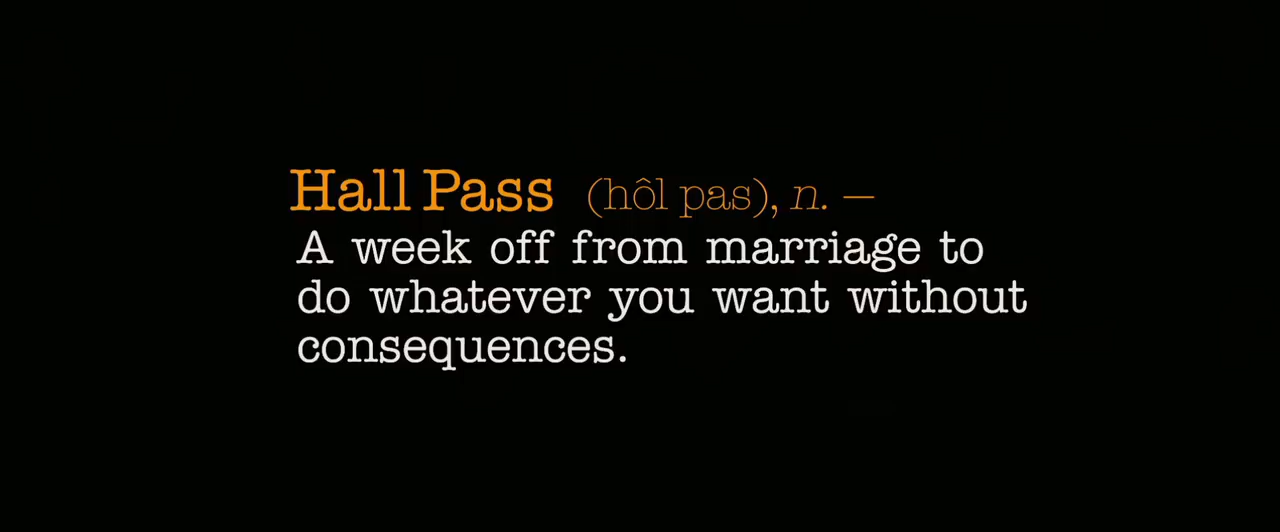 Hall Pass (hôl pas), n. —
A week off from marriage to
do whatever you want without
consequences.